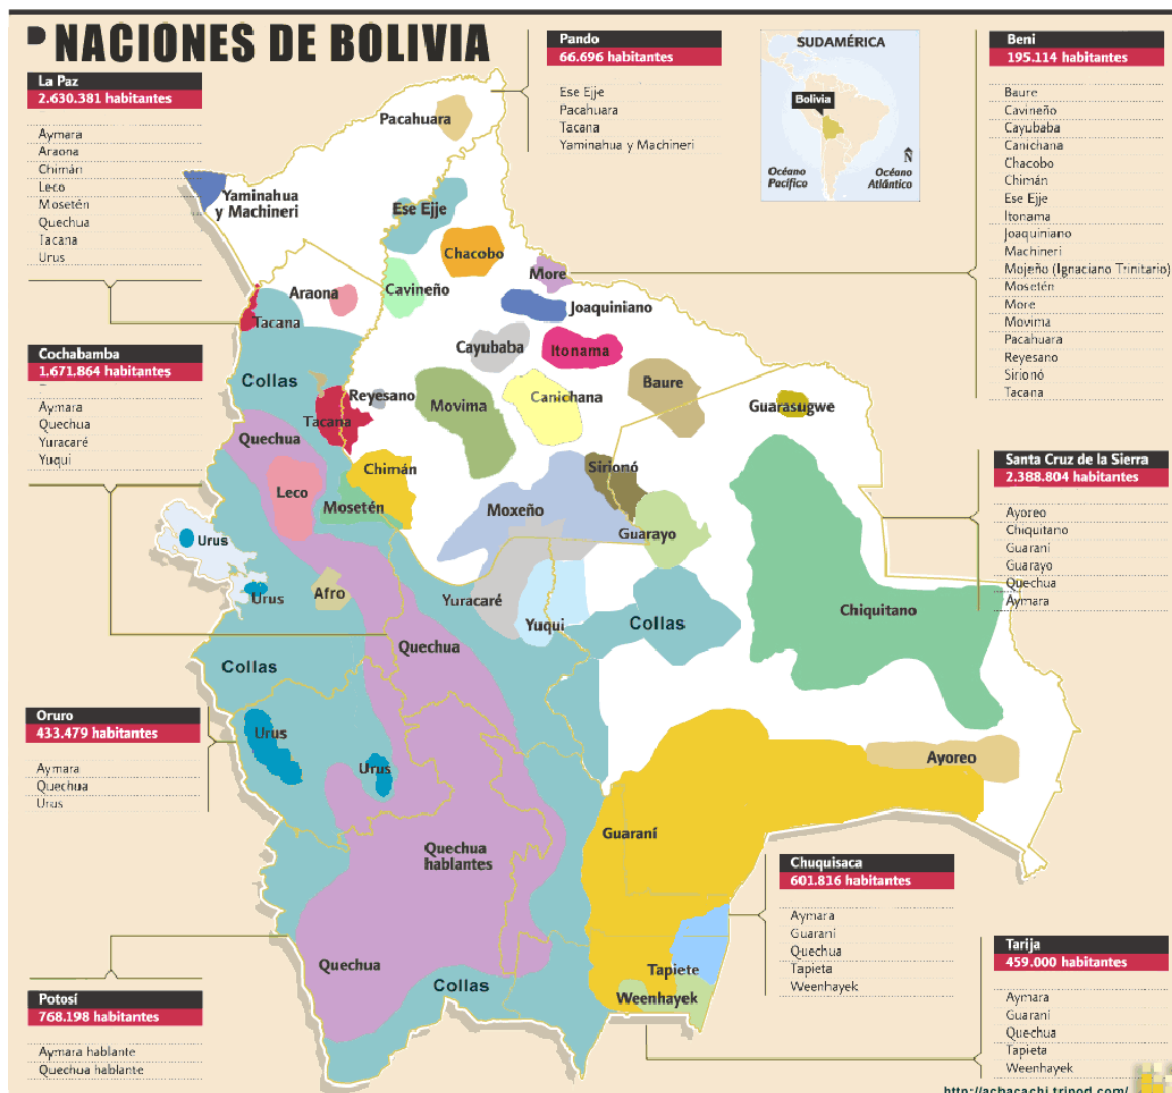 NACIONES DE BOLIVIA
La Paz
2.630.381 habitantes
Aymara
Araona
Chimán
Leco
Mosetén
Quechua
Tacana
Urus
Cochabamba
1.671.864 habitantes
Aymara
Quechua
Yuracaré
Yuqui
Oruro
433.479 habitantes
Aymara
Quechua
Urus
Potosí
768.198 habitantes
Aymara hablante
Quechua hablante
Pando
66.696 habitantes
Ese Ejje
Pacahuara
Tacana
Yaminahua y Machineri
SUDAMÉRICA
Bolivia
N
Océano
Pacífico
Océano
Atlántico
Beni
195.114 habitantes
Baure
Cavineño
Cayubaba
Canichana
Chacobo
Chimán
Ese Ejje
Itonama
Joaquiniano
Machineri
Mojeño (Ignaciano Trinitario)
Mosetén
More
Movima
Pacahuara
Reyesano
Sirionó
Tacana
Santa Cruz de la Sierra
2.388.804 habitantes
Ayoreo
Chiquitano
Guaraní
Guarayo
Quechua
Aymara
Chuquisaca
601.816 habitantes
Aymara
Guaraní
Quechua
Tapieta
Weenhayek
Tarija
459.000 habitantes
Aymara
Guaraní
Quechua
Tapieta
Weenhayek
Pacahuara
Yaminahua
y Machineri
Ese Ejje
Chacobo
More
Araona
Cavineño
Joaquiniano
Tacana
Cayubaba
Itonama
Collas
Reyesano
Movima
Canichana
Baure
Guarasugwe
Tacana
Quechua
Chimán
Sirionó
Leco
Mosetén
Moxeño
Guarayo
Urus
Urus
Afro
Yuracaré
Yuqui
Collas
Chiquitano
Quechua
Collas
Urus
Urus
Ayoreo
Guaraní
Quechua
hablantes
Quechua
Collas
Tapiete
Weenhayek
http://achacachi.tripod.com/